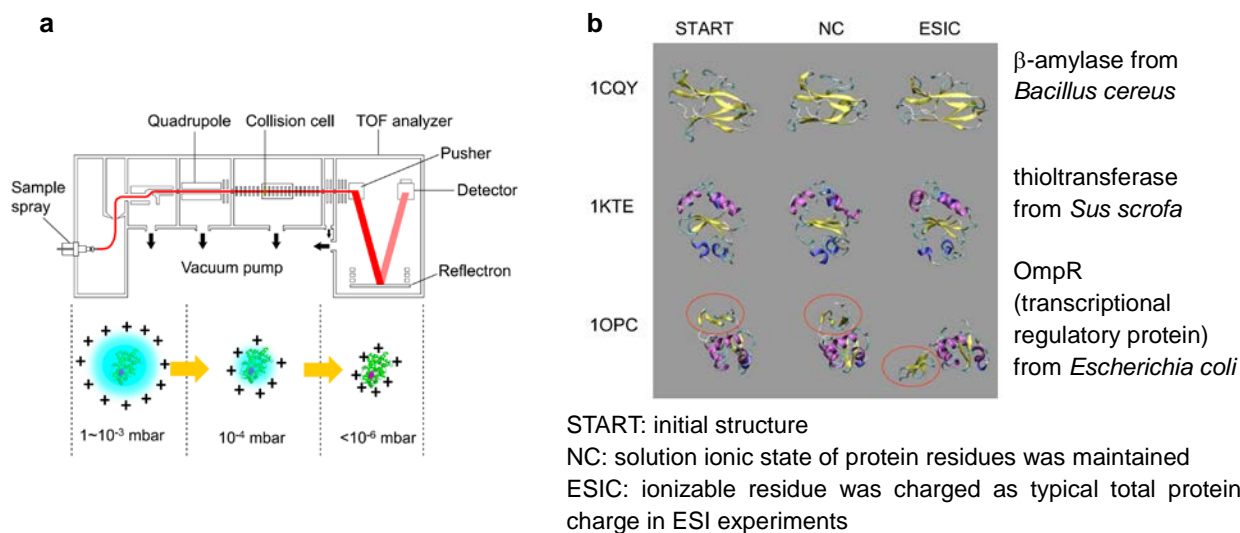 a
Quadrupole
Collision cell
TOF analyzer
Pusher
Sample
spray
Detector
Vacuum pump
Reflectron
1~10⁻³ mbar
10⁻⁴ mbar
<10⁻⁶ mbar
b
START
NC
ESIC
1CQY
β-amylase from
Bacillus cereus
1KTE
thioltransferase
from Sus scrofa
1OPC
OmpR
(transcriptional
regulatory protein)
from Escherichia coli
START: initial structure
NC: solution ionic state of protein residues was maintained
ESIC: ionizable residue was charged as typical total protein
charge in ESI experiments